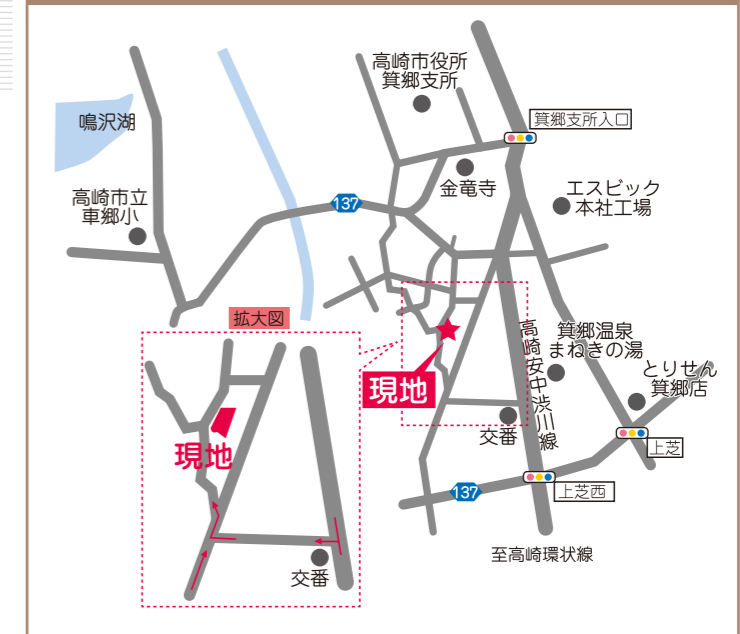 高崎市役所
箕郷支所
箕郷支所入口
鳴沢湖
金竜寺
エスビック
本社工場
高崎市立
車郷小
137
拡大図
高崎安中渋川線
箕郷温泉
まねきの湯
とりせん
箕郷店
現地
交番
上芝
現地
137
上芝西
至高崎環状線
交番